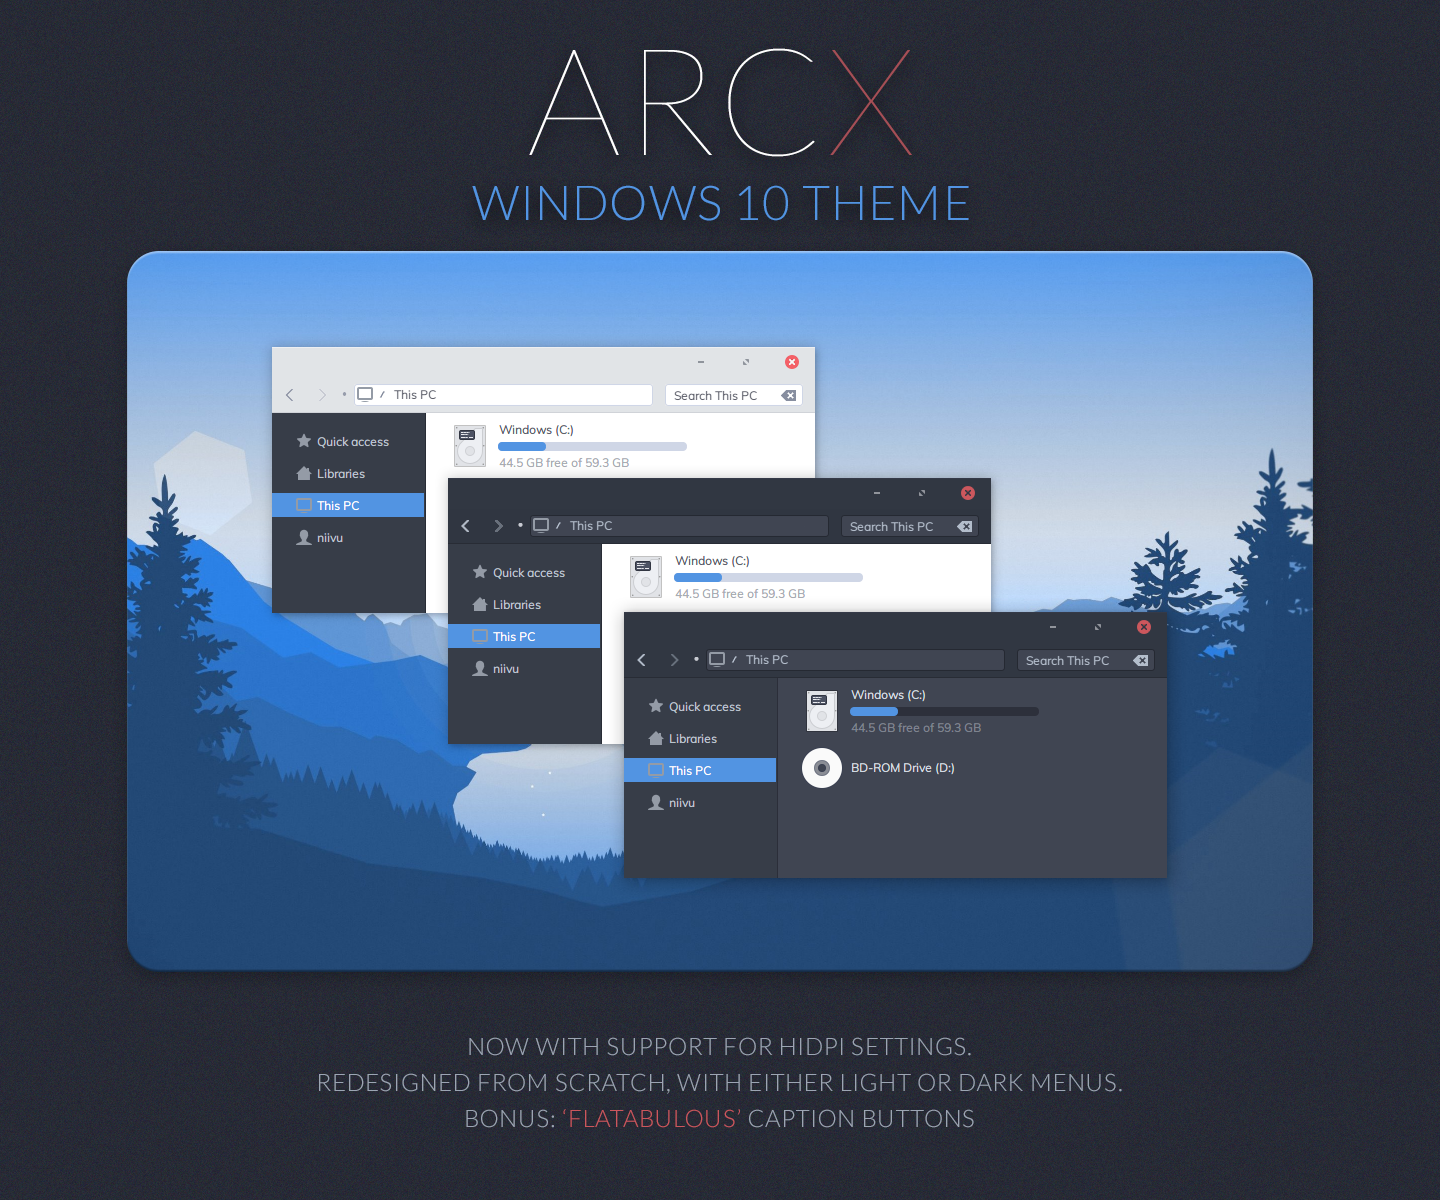 ARCX
WINDOWS 10 THEME
This PC
Search This PC
Quick access
Libraries
This PC
niivu
Windows (C:)
44.5 GB free of 59.3 GB
This PC
Search This PC
Quick access
Libraries
This PC
niivu
Windows (C:)
44.5 GB free of 59.3 GB
This PC
Search This PC
Quick access
Libraries
This PC
niivu
Windows (C:)
44.5 GB free of 59.3 GB
BD-ROM Drive (D:)
NOW WITH SUPPORT FOR HIDPI SETTINGS.
REDESIGNED FROM SCRATCH, WITH EITHER LIGHT OR DARK MENUS.
BONUS: ‘FLATABULOUS’ CAPTION BUTTONS